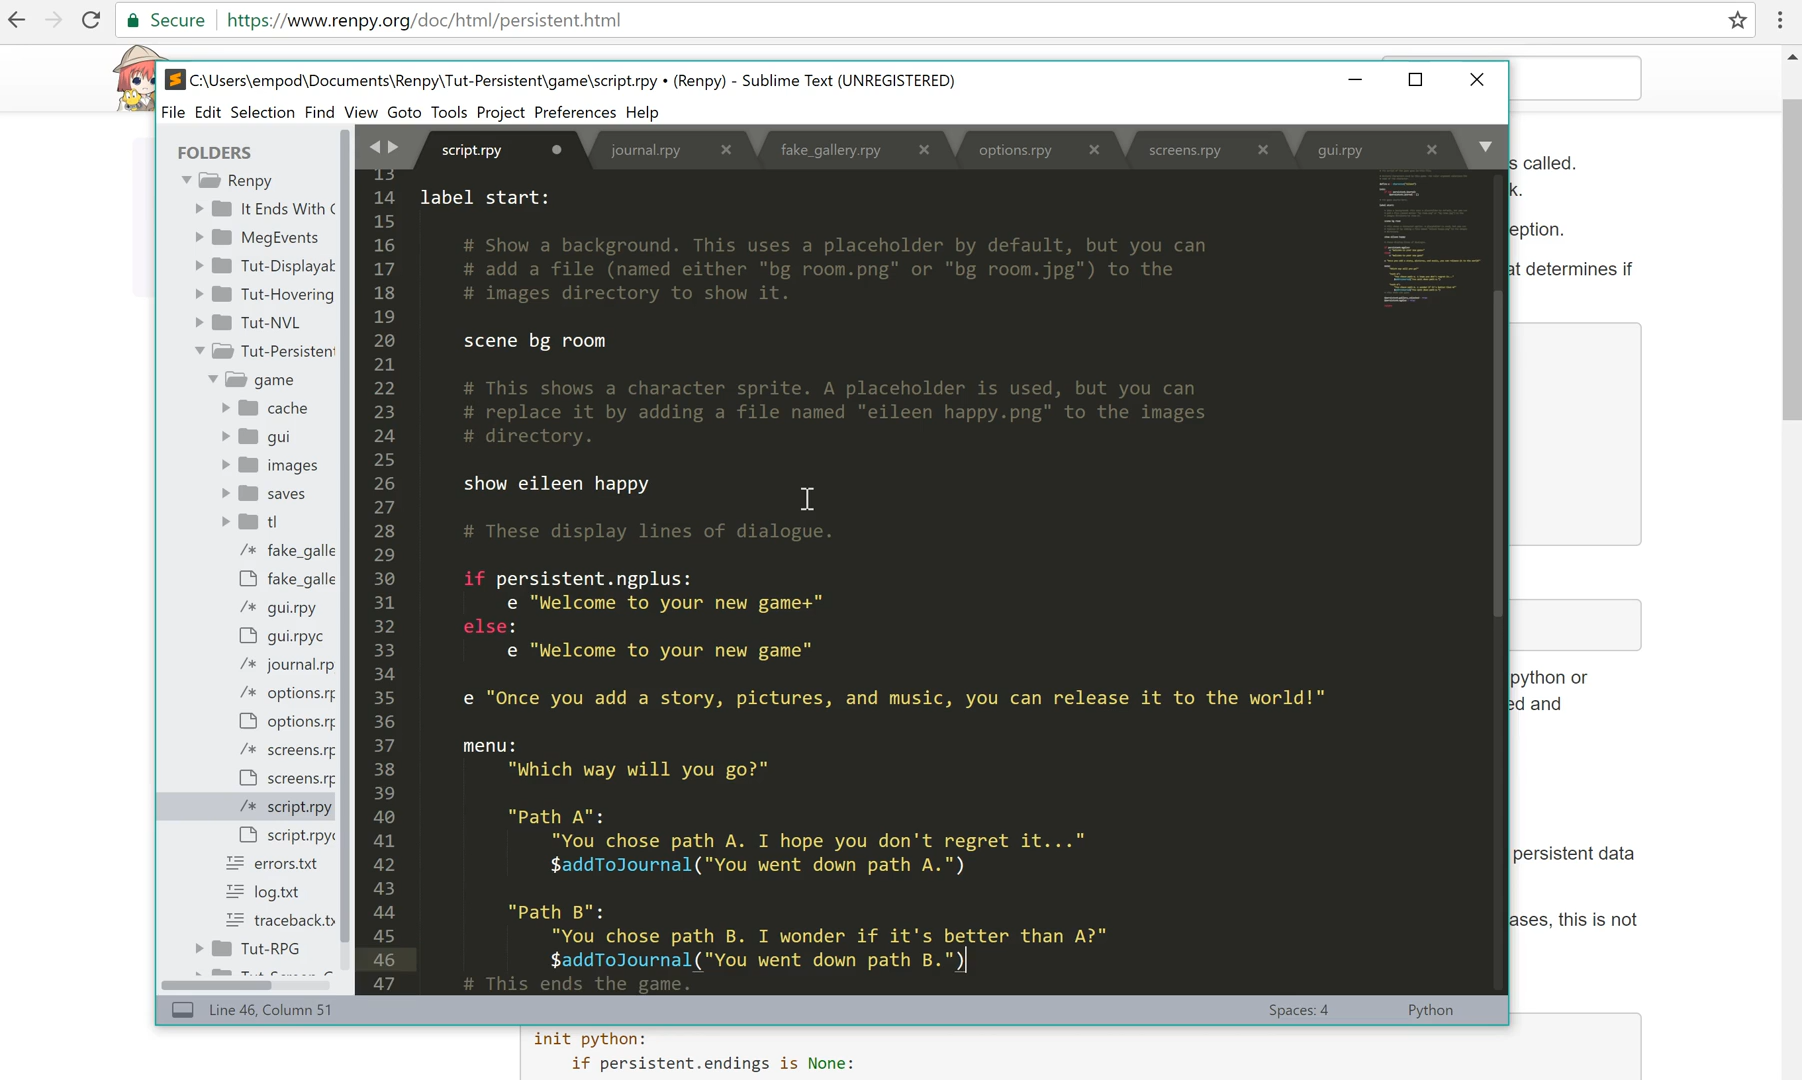 Secure https://www.renpy.org/doc/html/persistent.html
C:\Users\empod\Documents\Renpy\Tut-Persistent\game\script.rpy • (Renpy) - Sublime Text (UNREGISTERED)
File Edit Selection Find View Goto Tools Project Preferences Help
script.rpy journal.rpy fake_gallery.rpy options.rpy screens.rpy gui.rpy
FOLDERS
Renpy
It Ends With
MegEvents
Tut-Displayab
Tut-Hovering
Tut-NVL
Tut-Persistent
game
cache
gui
images
saves
tl
/* fake_galle
fake_galle
/* gui.rpy
gui.rpyc
/* journal.rp
/* options.rp
options.rp
/* screens.rp
screens.rp
/* script.rpy
script.rpyc
errors.txt
log.txt
traceback.tx
Tut-RPG
13
14 label start:
15
16 # Show a background. This uses a placeholder by default, but you can
17 # add a file (named either "bg room.png" or "bg room.jpg") to the
18 # images directory to show it.
19
20 scene bg room
21
22 # This shows a character sprite. A placeholder is used, but you can
23 # replace it by adding a file named "eileen happy.png" to the images
24 # directory.
25
26 show eileen happy
27
28 # These display lines of dialogue.
29
30 if persistent.ngplus:
31 e "Welcome to your new game+"
32 else:
33 e "Welcome to your new game"
34
35 e "Once you add a story, pictures, and music, you can release it to the world!"
36
37 menu:
38 "Which way will you go?"
39
40 "Path A":
41 "You chose path A. I hope you don't regret it..."
42 $addToJournal("You went down path A.")
43
44 "Path B":
45 "You chose path B. I wonder if it's better than A?"
46 $addToJournal("You went down path B.")
47 # This ends the game.
Line 46, Column 51 Spaces: 4 Python
s called.
k.
eption.
at determines if
python or
ed and
persistent data
ases, this is not
init python:
if persistent.endings is None: